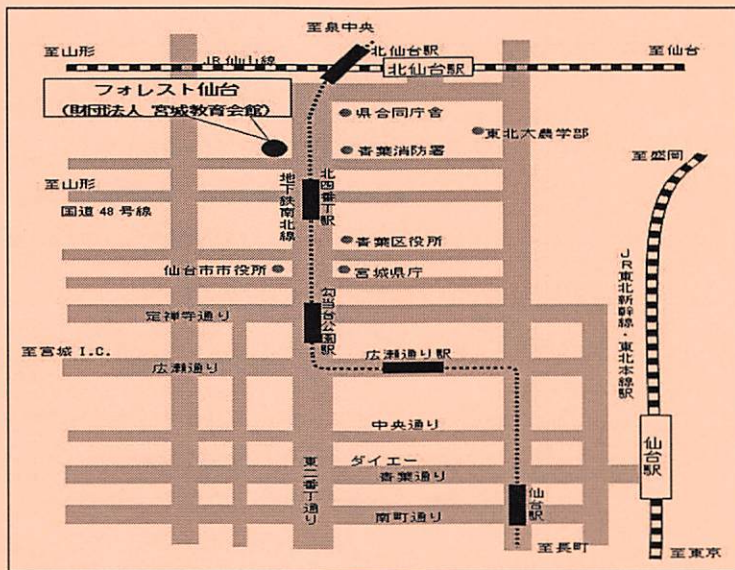 至泉中央
至山形
北仙台駅
至仙台
JR仙山線
北仙台駅
フォレスト仙台
(財団法人 宮城教育会館)
県合同庁舎
東北大農学部
青葉消防署
至盛岡
至山形
国道48号線
地下鉄南北線
北四番丁駅
青葉区役所
仙台市市役所
宮城県庁
JR東北新幹線・東北本線駅
定禅寺通り
勾当台公園駅
至宮城 I.C.
広瀬通り
広瀬通り駅
中央通り
東二番丁通り
ダイエー
青葉通り
仙台駅
仙台駅
南町通り
至長町
至東京